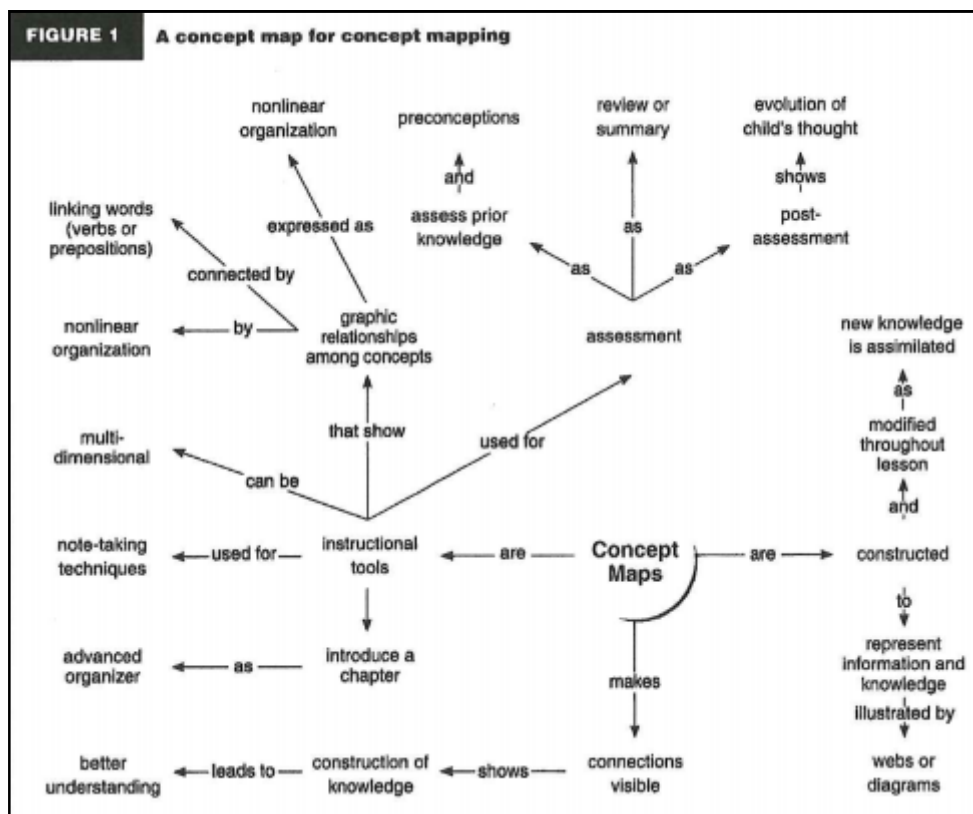 FIGURE 1
A concept map for concept mapping
nonlinear
organization
preconceptions
review or
summary
evolution of
child's thought
and
shows
linking words
(verbs or
prepositions)
expressed as
assess prior
knowledge
as
post-
assessment
connected by
as
as
nonlinear
organization
by
graphic
relationships
among concepts
assessment
new knowledge
is assimilated
as
multi-
dimensional
that show
used for
modified
throughout
lesson
can be
and
note-taking
techniques
used for
instructional
tools
are
Concept
Maps
are
constructed
to
advanced
organizer
as
introduce a
chapter
makes
represent
information and
knowledge
illustrated by
better
understanding
leads to
construction of
knowledge
shows
connections
visible
webs or
diagrams